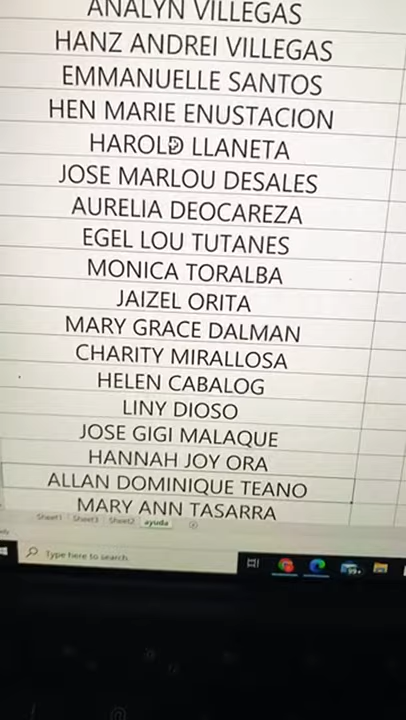 ANALYN VILLEGAS
HANZ ANDREI VILLEGAS
EMMANUELLE SANTOS
HEN MARIE ENUSTACION
HAROLD LLANETA
JOSE MARLOU DESALES
AURELIA DEOCAREZA
EGEL LOU TUTANES
MONICA TORALBA
JAIZEL ORITA
MARY GRACE DALMAN
CHARITY MIRALLOSA
HELEN CABALOG
LINY DIOSO
JOSE GIGI MALAQUE
HANNAH JOY ORA
ALLAN DOMINIQUE TEANO
MARY ANN TASARRA
Sheet1 Sheet3 Sheet2 ayuda
Type here to search